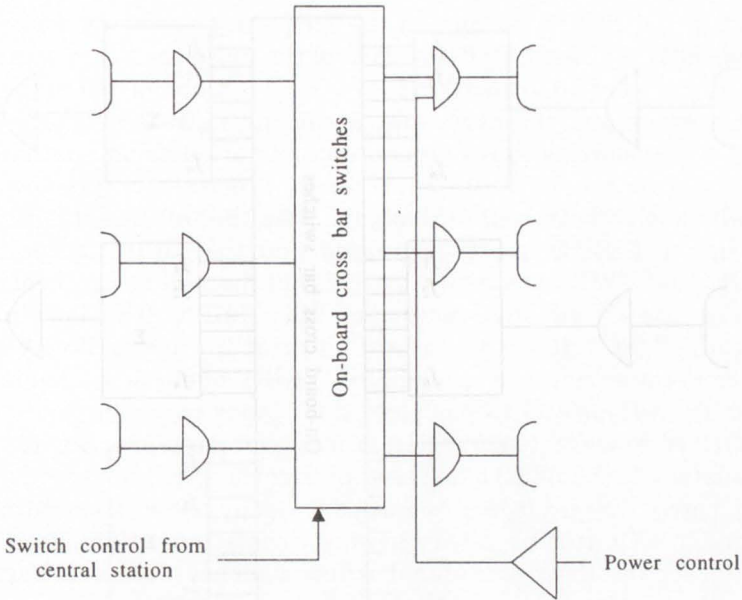 On-board cross bar switches
Switch control from
central station
Power control